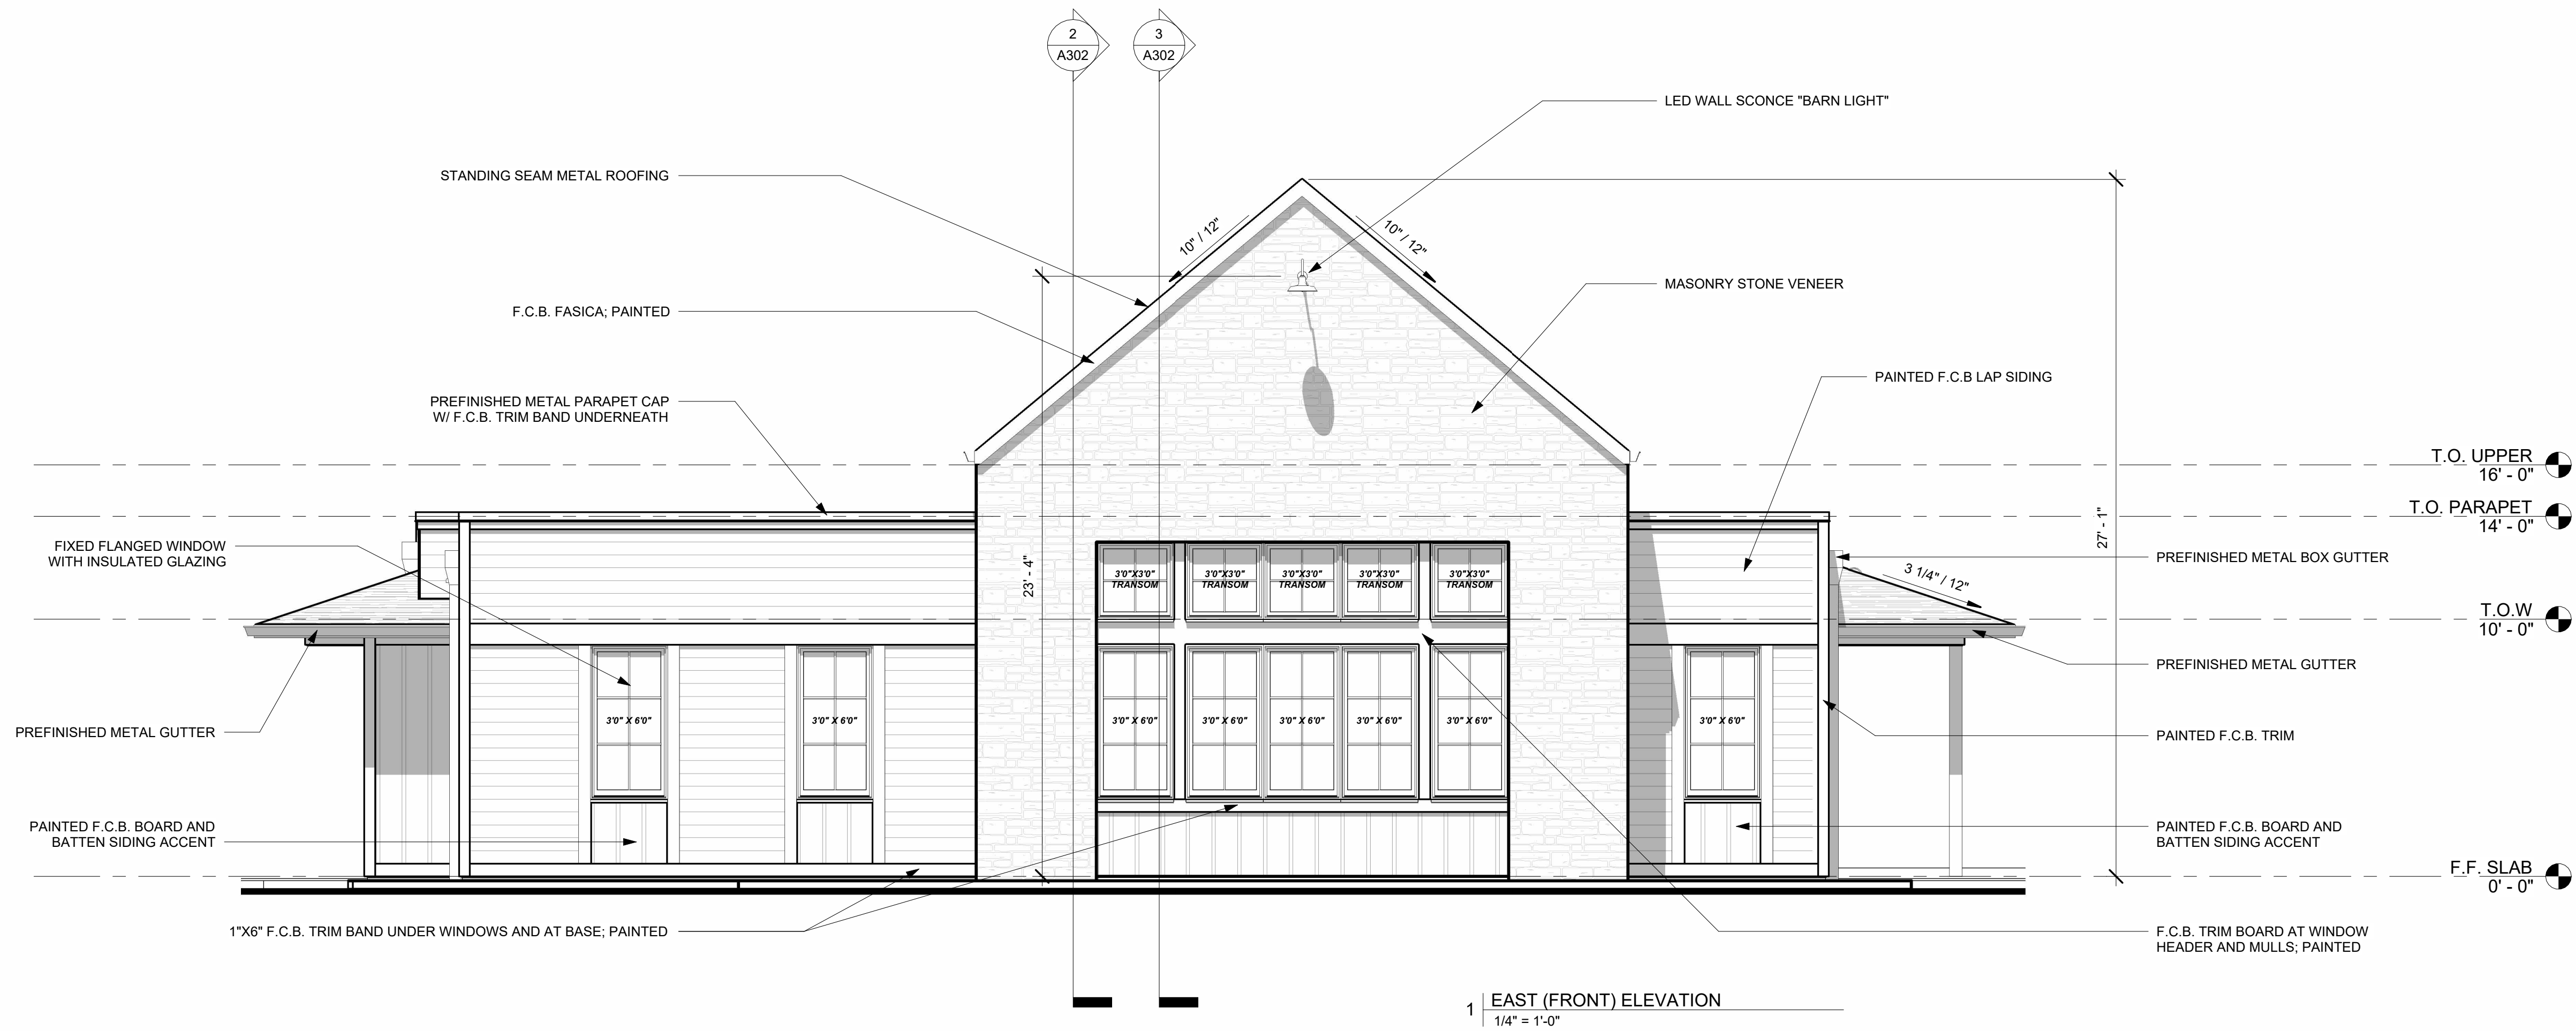 2
A302
3
A302
LED WALL SCONCE "BARN LIGHT"
STANDING SEAM METAL ROOFING
10" / 12"
10" / 12"
MASONRY STONE VENEER
F.C.B. FASICA; PAINTED
PAINTED F.C.B LAP SIDING
PREFINISHED METAL PARAPET CAP
W/ F.C.B. TRIM BAND UNDERNEATH
T.O. UPPER
16' - 0"
T.O. PARAPET
14' - 0"
27' - 1"
23' - 4"
FIXED FLANGED WINDOW
WITH INSULATED GLAZING
PREFINISHED METAL BOX GUTTER
3 1/4" / 12"
3'0"X3'0"
TRANSOM
3'0"X3'0"
TRANSOM
3'0"X3'0"
TRANSOM
3'0"X3'0"
TRANSOM
3'0"X3'0"
TRANSOM
T.O.W
10' - 0"
PREFINISHED METAL GUTTER
3'0" X 6'0"
3'0" X 6'0"
3'0" X 6'0"
3'0" X 6'0"
3'0" X 6'0"
3'0" X 6'0"
3'0" X 6'0"
3'0" X 6'0"
PREFINISHED METAL GUTTER
PAINTED F.C.B. TRIM
PAINTED F.C.B. BOARD AND
BATTEN SIDING ACCENT
PAINTED F.C.B. BOARD AND
BATTEN SIDING ACCENT
F.F. SLAB
0' - 0"
1"X6" F.C.B. TRIM BAND UNDER WINDOWS AND AT BASE; PAINTED
F.C.B. TRIM BOARD AT WINDOW
HEADER AND MULLS; PAINTED
1
EAST (FRONT) ELEVATION
1/4" = 1'-0"